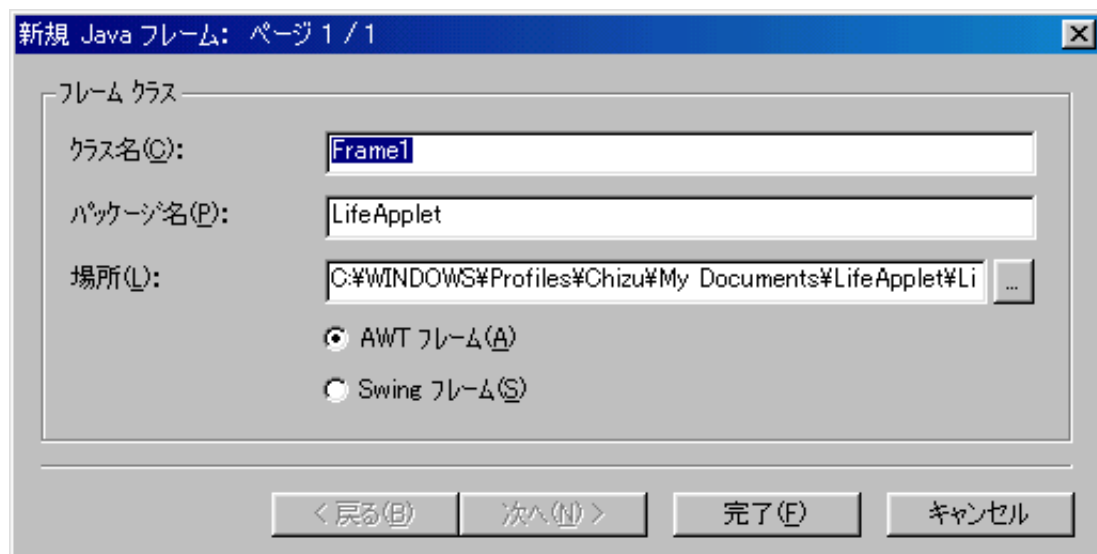 新規 Java フレーム: ページ 1 / 1
フレーム クラス
クラス名(C):
Frame1
パッケージ名(P):
LifeApplet
場所(L):
C:¥WINDOWS¥Profiles¥Chizu¥My Documents¥LifeApplet¥Li
...
AWT フレーム(A)
Swing フレーム(S)
< 戻る(B)
次へ(N) >
完了(F)
キャンセル